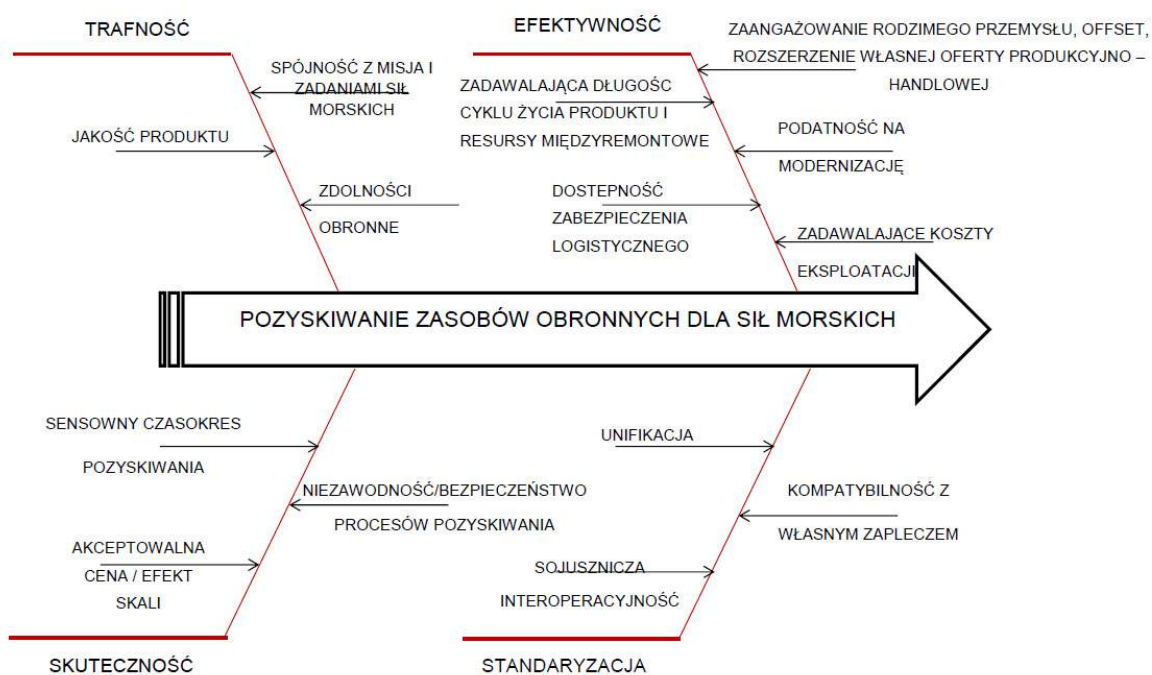 TRAFNOŚĆ
SPÓJNOŚĆ Z MISJA I
ZADANIAMI SIŁ
MORSKICH
JAKOŚĆ PRODUKTU
ZDOLNOŚCI
OBRONNE
EFEKTYWNOŚĆ
ZAANGAŻOWANIE RODZIMEGO PRZEMYSŁU, OFFSET,
ROZSZERZENIE WŁASNEJ OFERTY PRODUKCYJNO –
HANDLOWEJ
ZADAWALAJĄCA DŁUGOŚC
CYKLU ŻYCIA PRODUKTU I
RESURSY MIĘDZYREMONTOWE
PODATNOŚĆ NA
MODERNIZACJĘ
DOSTEPNOŚĆ
ZABEZPIECZENIA
LOGISTYCZNEGO
ZADAWALAJĄCE KOSZTY
EKSPLOATACJI
POZYSKIWANIE ZASOBÓW OBRONNYCH DLA SIŁ MORSKICH
SENSOWNY CZASOKRES
POZYSKIWANIA
NIEZAWODNOŚĆ/BEZPIECZEŃSTWO
PROCESÓW POZYSKIWANIA
AKCEPTOWALNA
CENA / EFEKT
SKALI
SKUTECZNOŚĆ
UNIFIKACJA
KOMPATYBILNOŚĆ Z
WŁASNYM ZAPLECZEM
SOJUSZNICZA
INTEROPERACYJNOŚĆ
STANDARYZACJA